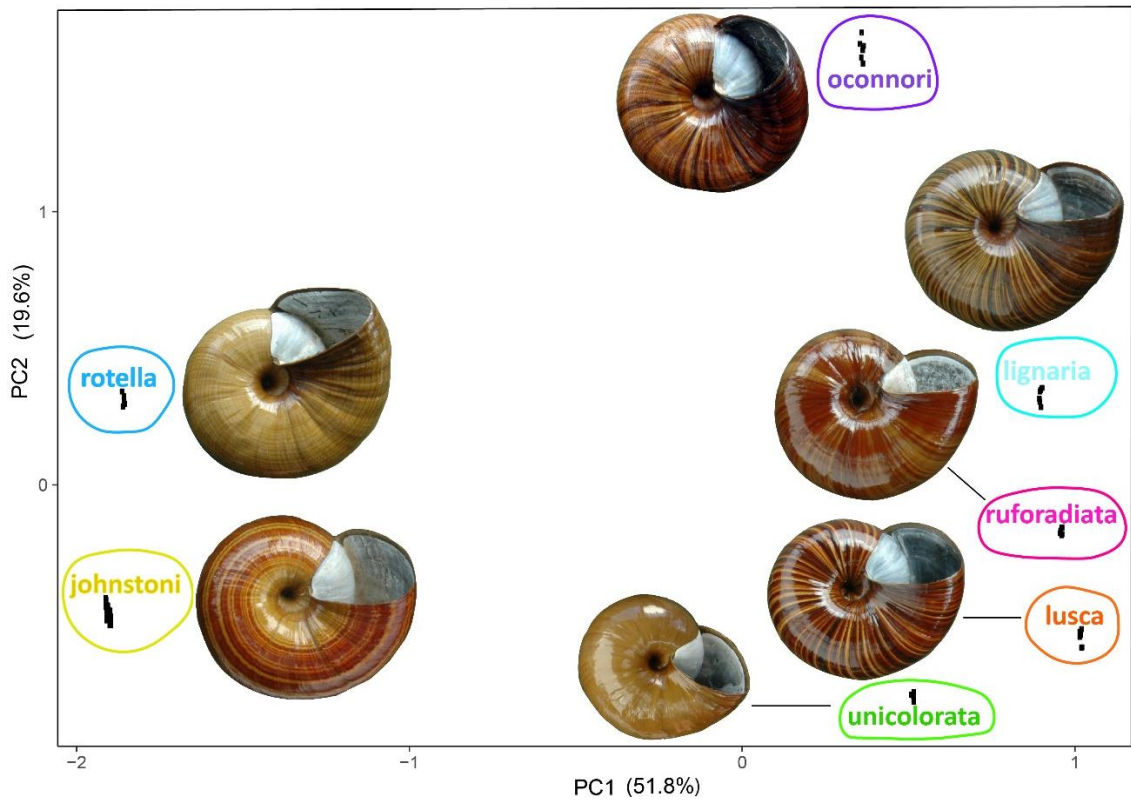 oconnori
1
PC2 (19.6%)
rotella
lignaria
0
ruforadiata
johnstoni
lusca
unicolorata
−2
−1
0
1
PC1 (51.8%)